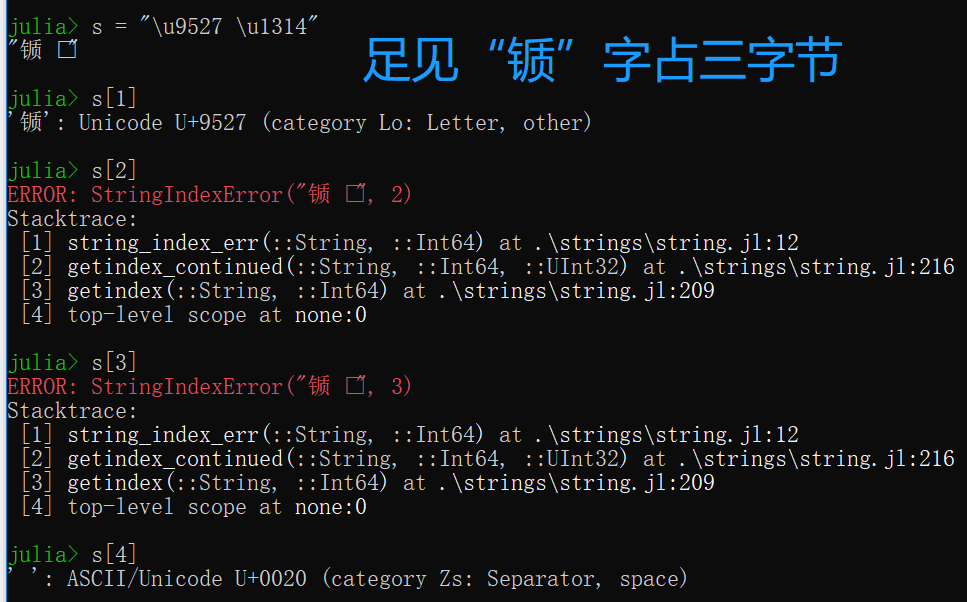 julia> s = "\u9527 \u1314"
"锧 □"
足见“锧”字占三字节
julia> s[1]
'锧': Unicode U+9527 (category Lo: Letter, other)
julia> s[2]
ERROR: StringIndexError("锧 □", 2)
Stacktrace:
[1] string_index_err(::String, ::Int64) at .\strings\string.jl:12
[2] getindex_continued(::String, ::Int64, ::UInt32) at .\strings\string.jl:216
[3] getindex(::String, ::Int64) at .\strings\string.jl:209
[4] top-level scope at none:0
julia> s[3]
ERROR: StringIndexError("锧 □", 3)
Stacktrace:
[1] string_index_err(::String, ::Int64) at .\strings\string.jl:12
[2] getindex_continued(::String, ::Int64, ::UInt32) at .\strings\string.jl:216
[3] getindex(::String, ::Int64) at .\strings\string.jl:209
[4] top-level scope at none:0
julia> s[4]
' ': ASCII/Unicode U+0020 (category Zs: Separator, space)